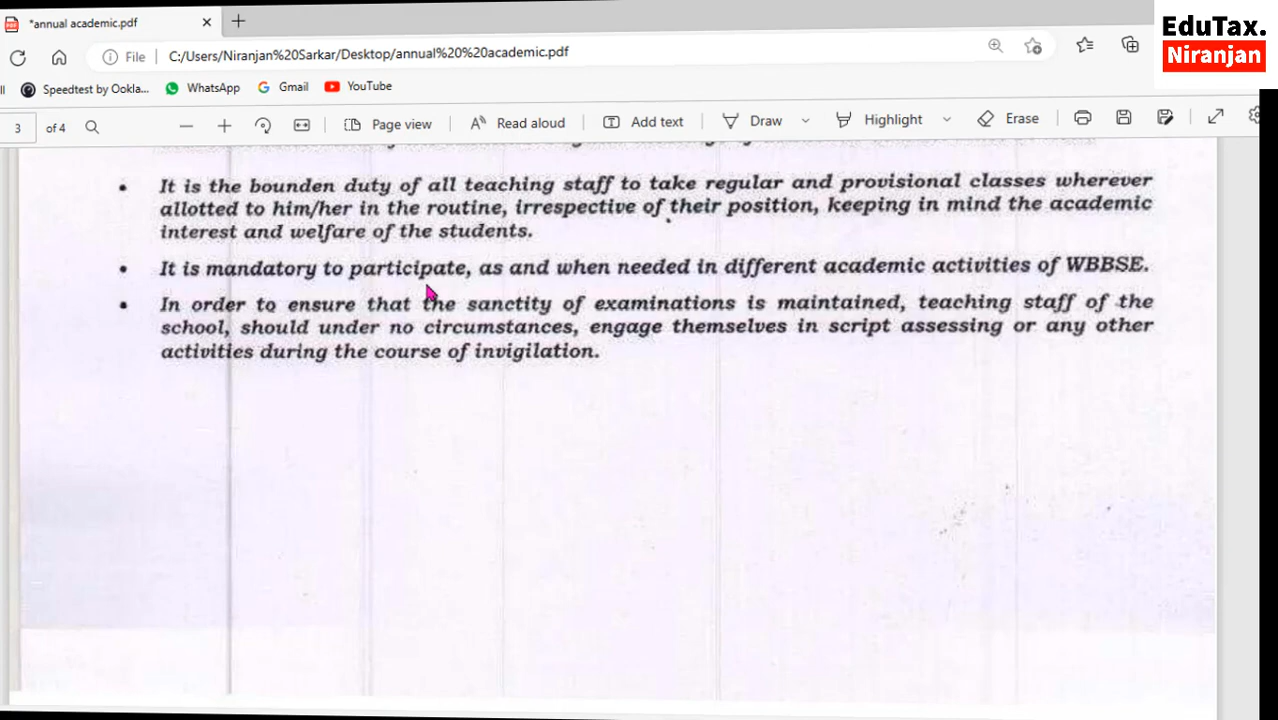 *annual academic.pdf
EduTax.
Niranjan
File C:/Users/Niranjan%20Sarkar/Desktop/annual%20%20academic.pdf
Speedtest by Ookla... WhatsApp Gmail YouTube
3 of 4 Page view Read aloud Add text Draw Highlight Erase
• It is the bounden duty of all teaching staff to take regular and provisional classes wherever
allotted to him/her in the routine, irrespective of their position, keeping in mind the academic
interest and welfare of the students.
• It is mandatory to participate, as and when needed in different academic activities of WBBSE.
• In order to ensure that the sanctity of examinations is maintained, teaching staff of the
school, should under no circumstances, engage themselves in script assessing or any other
activities during the course of invigilation.